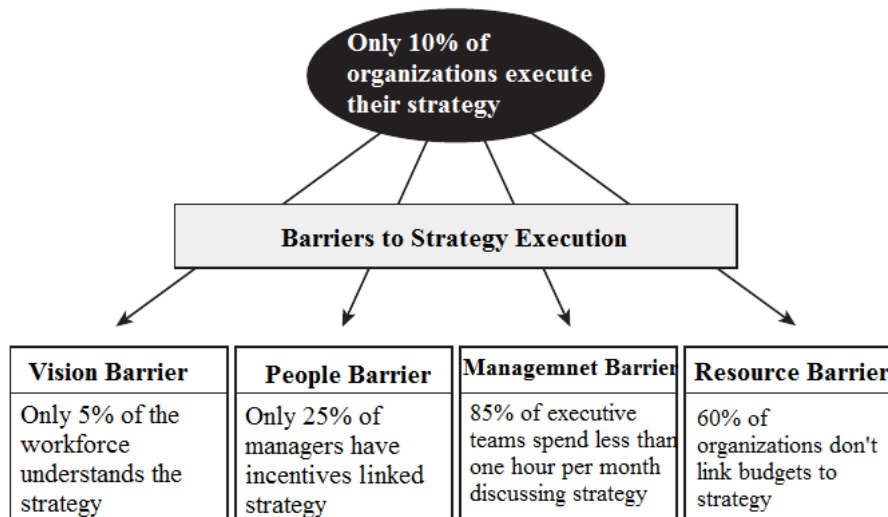 Only 10% of
organizations execute
their strategy
Barriers to Strategy Execution
Vision Barrier
Only 5% of the
workforce
understands the
strategy
People Barrier
Only 25% of
managers have
incentives linked
strategy
Managemnet Barrier
85% of executive
teams spend less than
one hour per month
discussing strategy
Resource Barrier
60% of
organizations don't
link budgets to
strategy